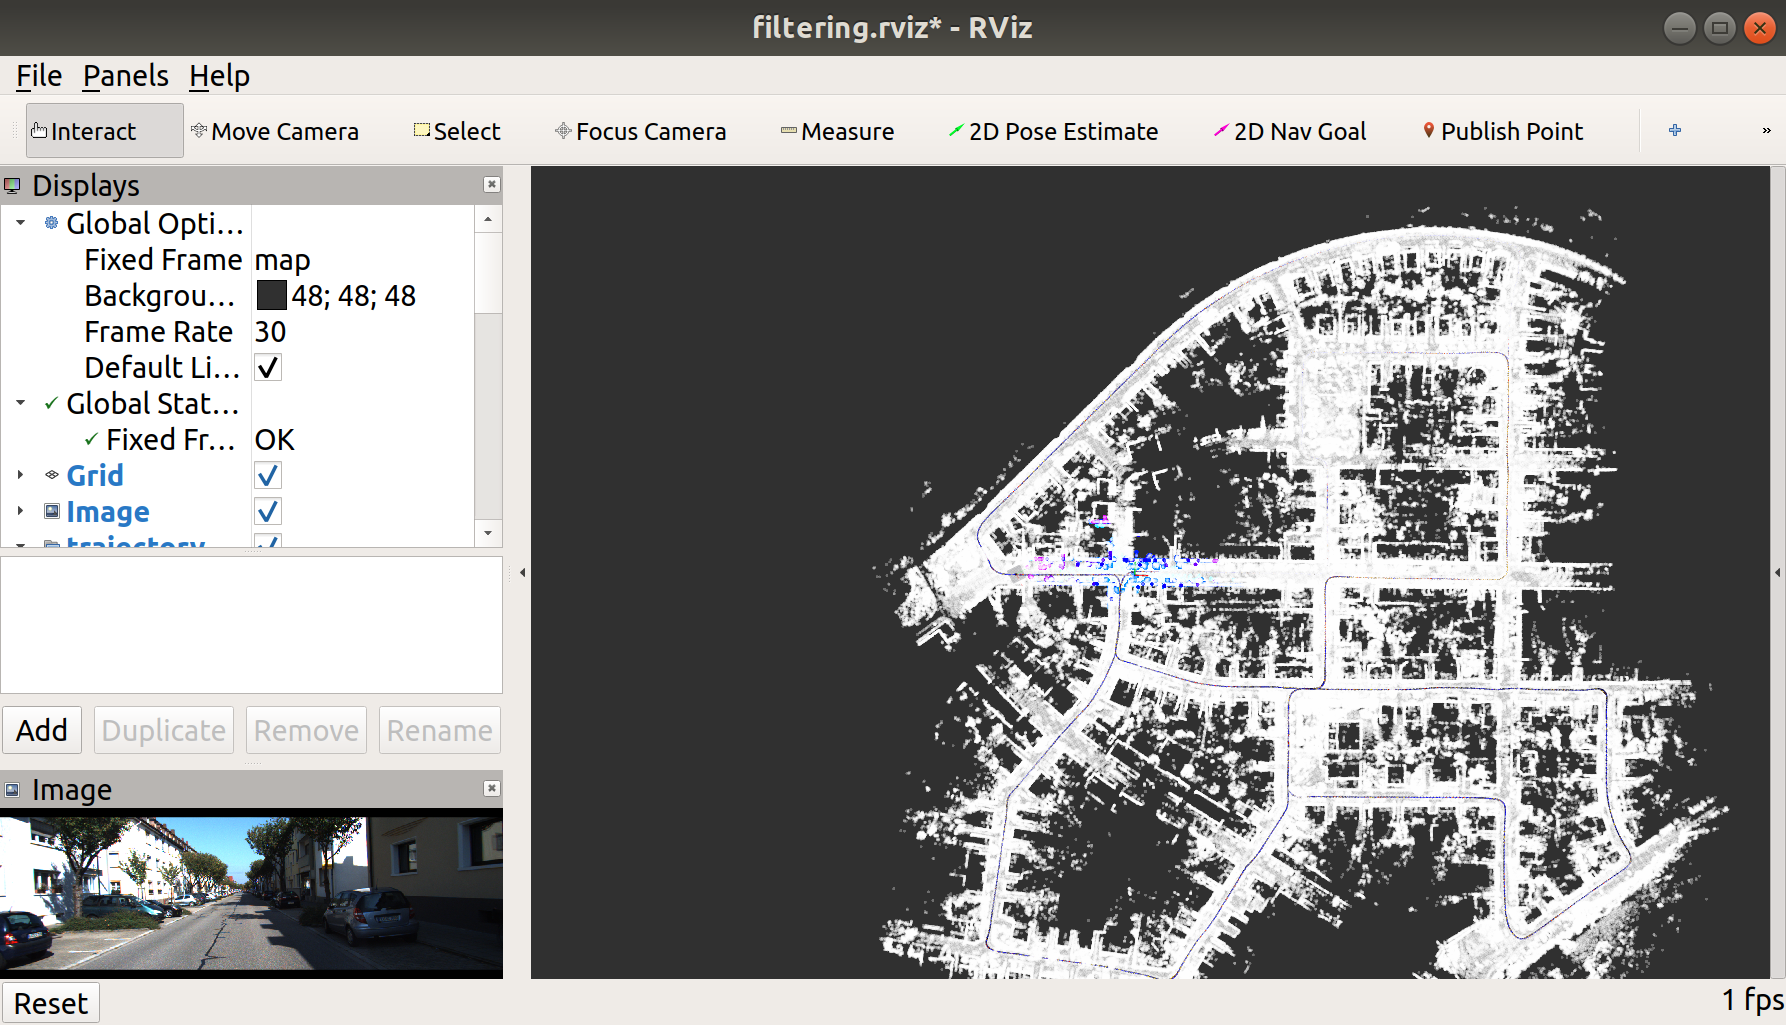 filtering.rviz* - RViz
File Panels Help
Interact Move Camera Select Focus Camera Measure 2D Pose Estimate 2D Nav Goal Publish Point »
Displays
Global Opti...
Fixed Frame map
Backgrou... 48; 48; 48
Frame Rate 30
Default Li...
Global Stat...
Fixed Fr... OK
Grid
Image
trajectory
Add Duplicate Remove Rename
Image
Reset 1 fps